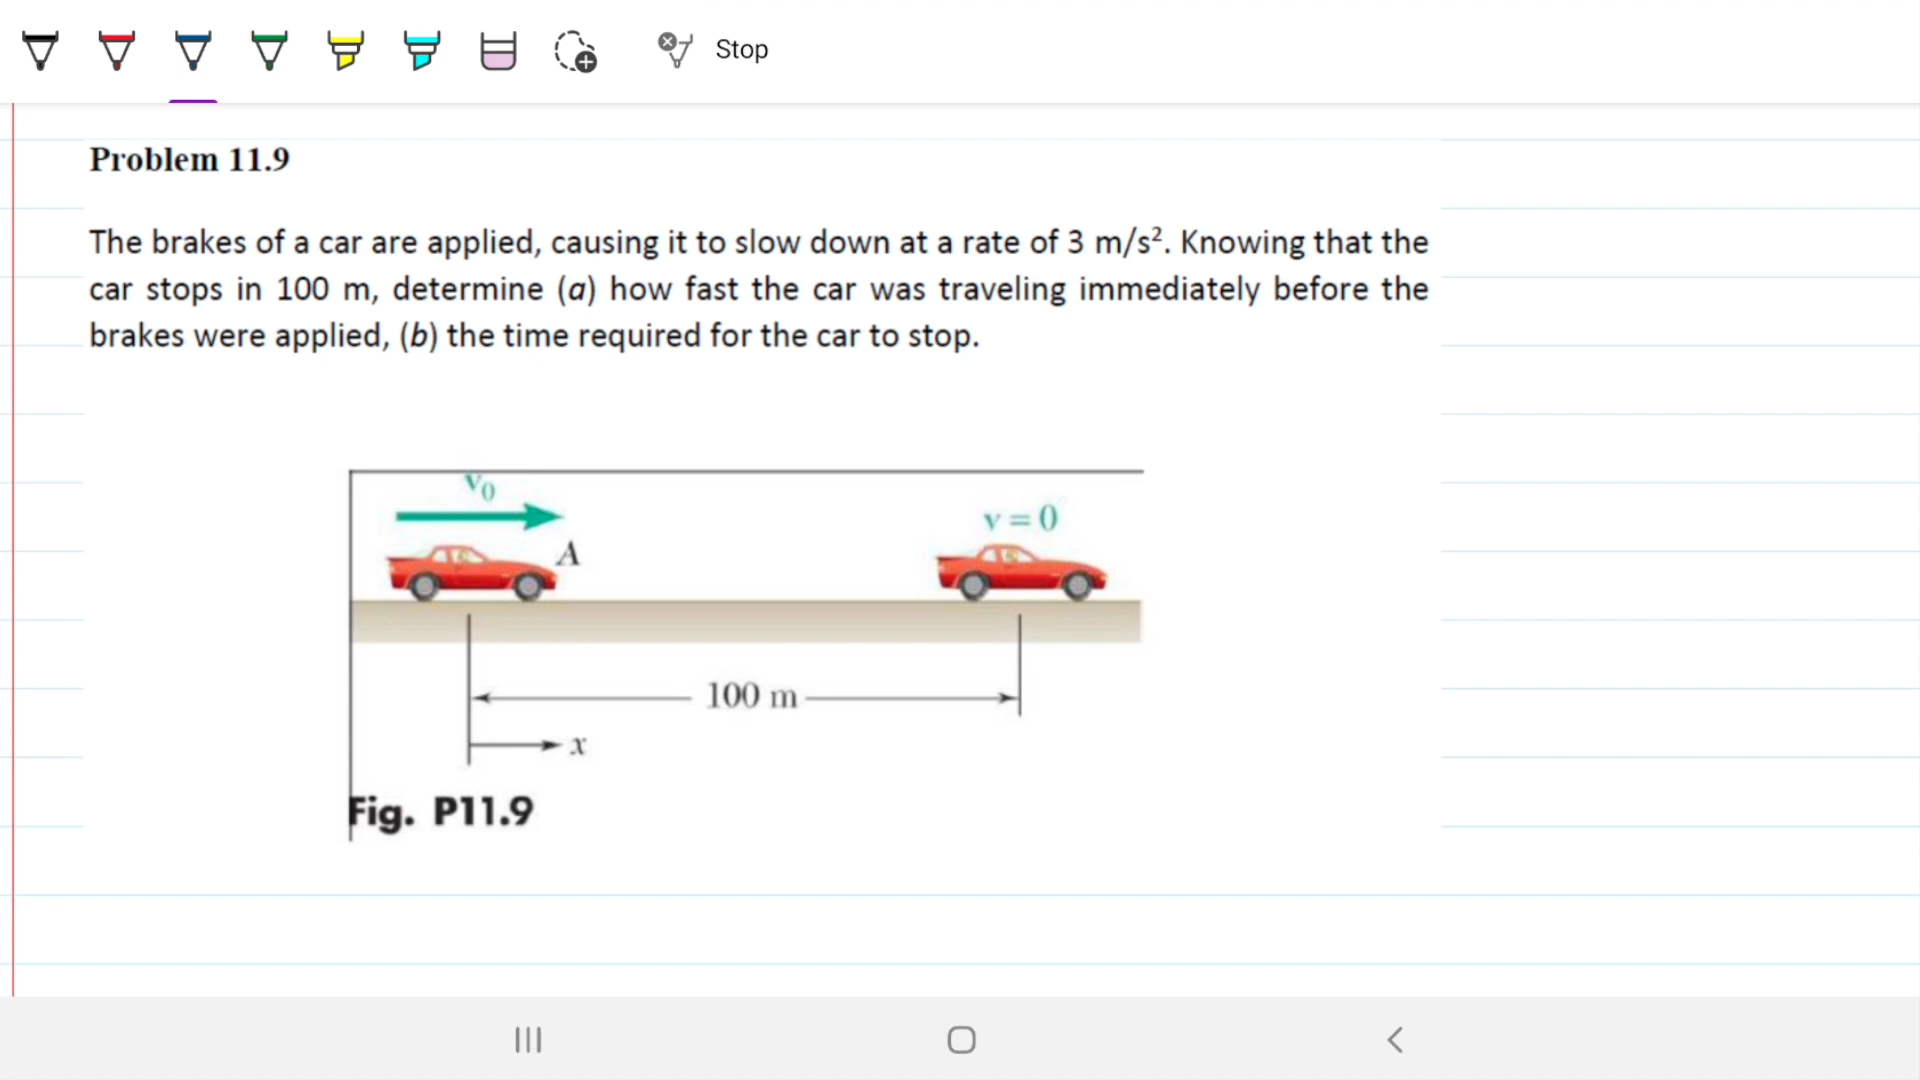 Stop
Problem 11.9
The brakes of a car are applied, causing it to slow down at a rate of 3 m/s². Knowing that the
car stops in 100 m, determine (a) how fast the car was traveling immediately before the
brakes were applied, (b) the time required for the car to stop.
v₀
v = 0
A
100 m
x
Fig. P11.9